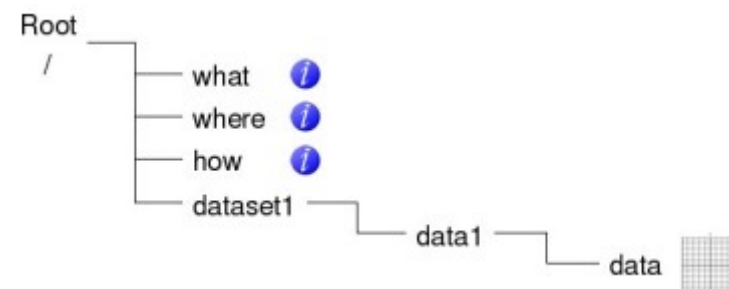 Root
/
what i
where i
how i
dataset1
data1
data